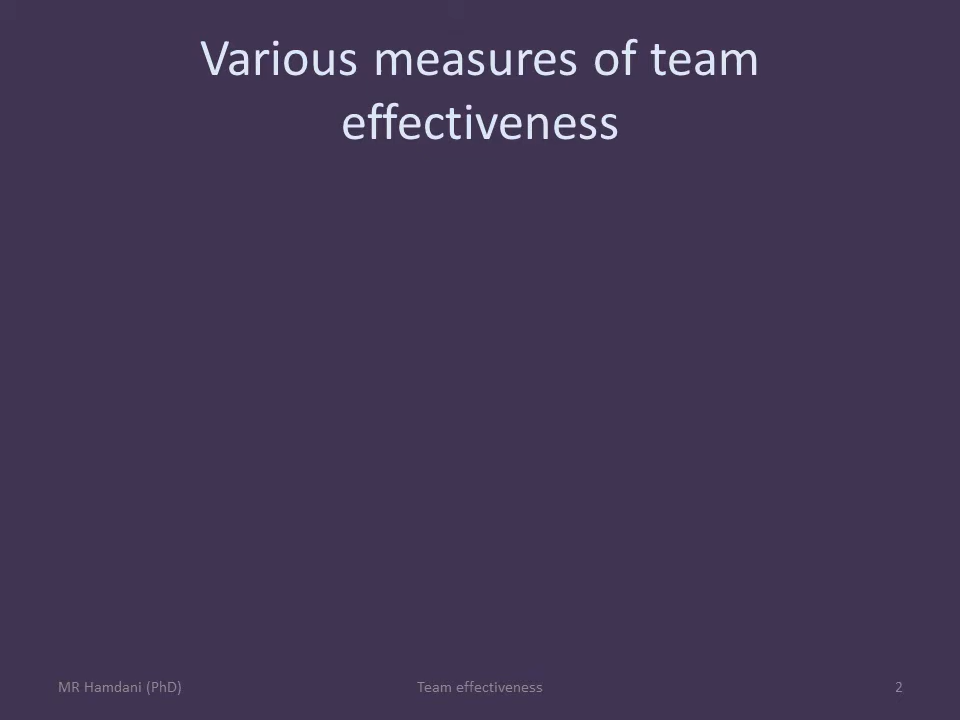 Various measures of team
effectiveness
MR Hamdani (PhD)
Team effectiveness
2